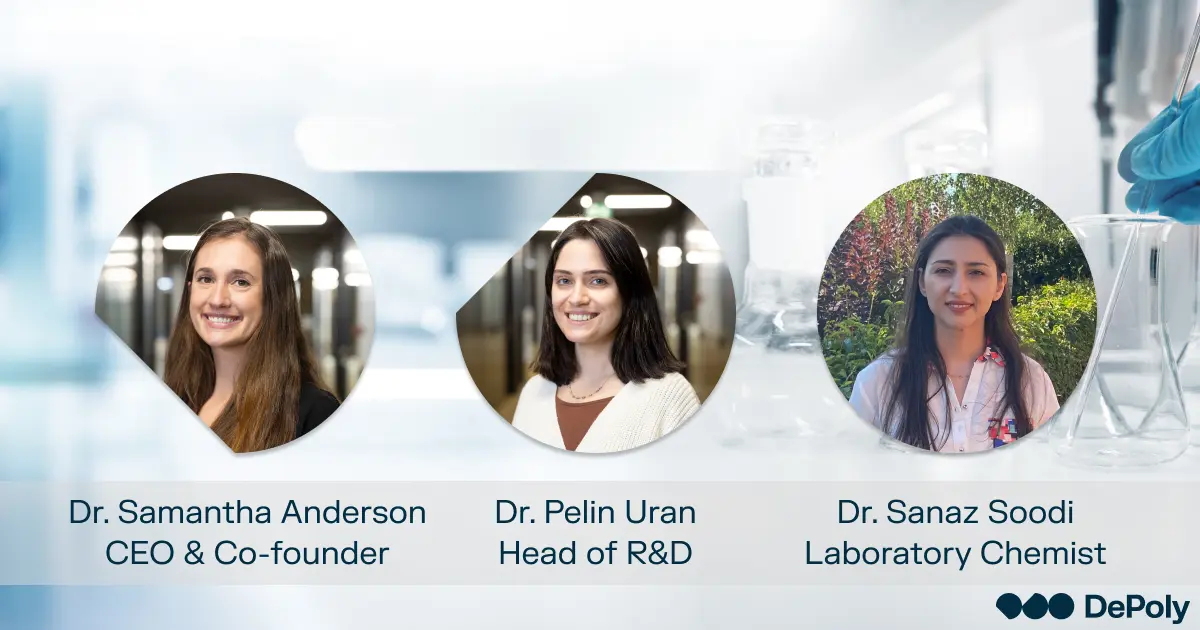 Dr. Samantha Anderson
CEO & Co-founder
Dr. Pelin Uran
Head of R&D
Dr. Sanaz Soodi
Laboratory Chemist
DePoly